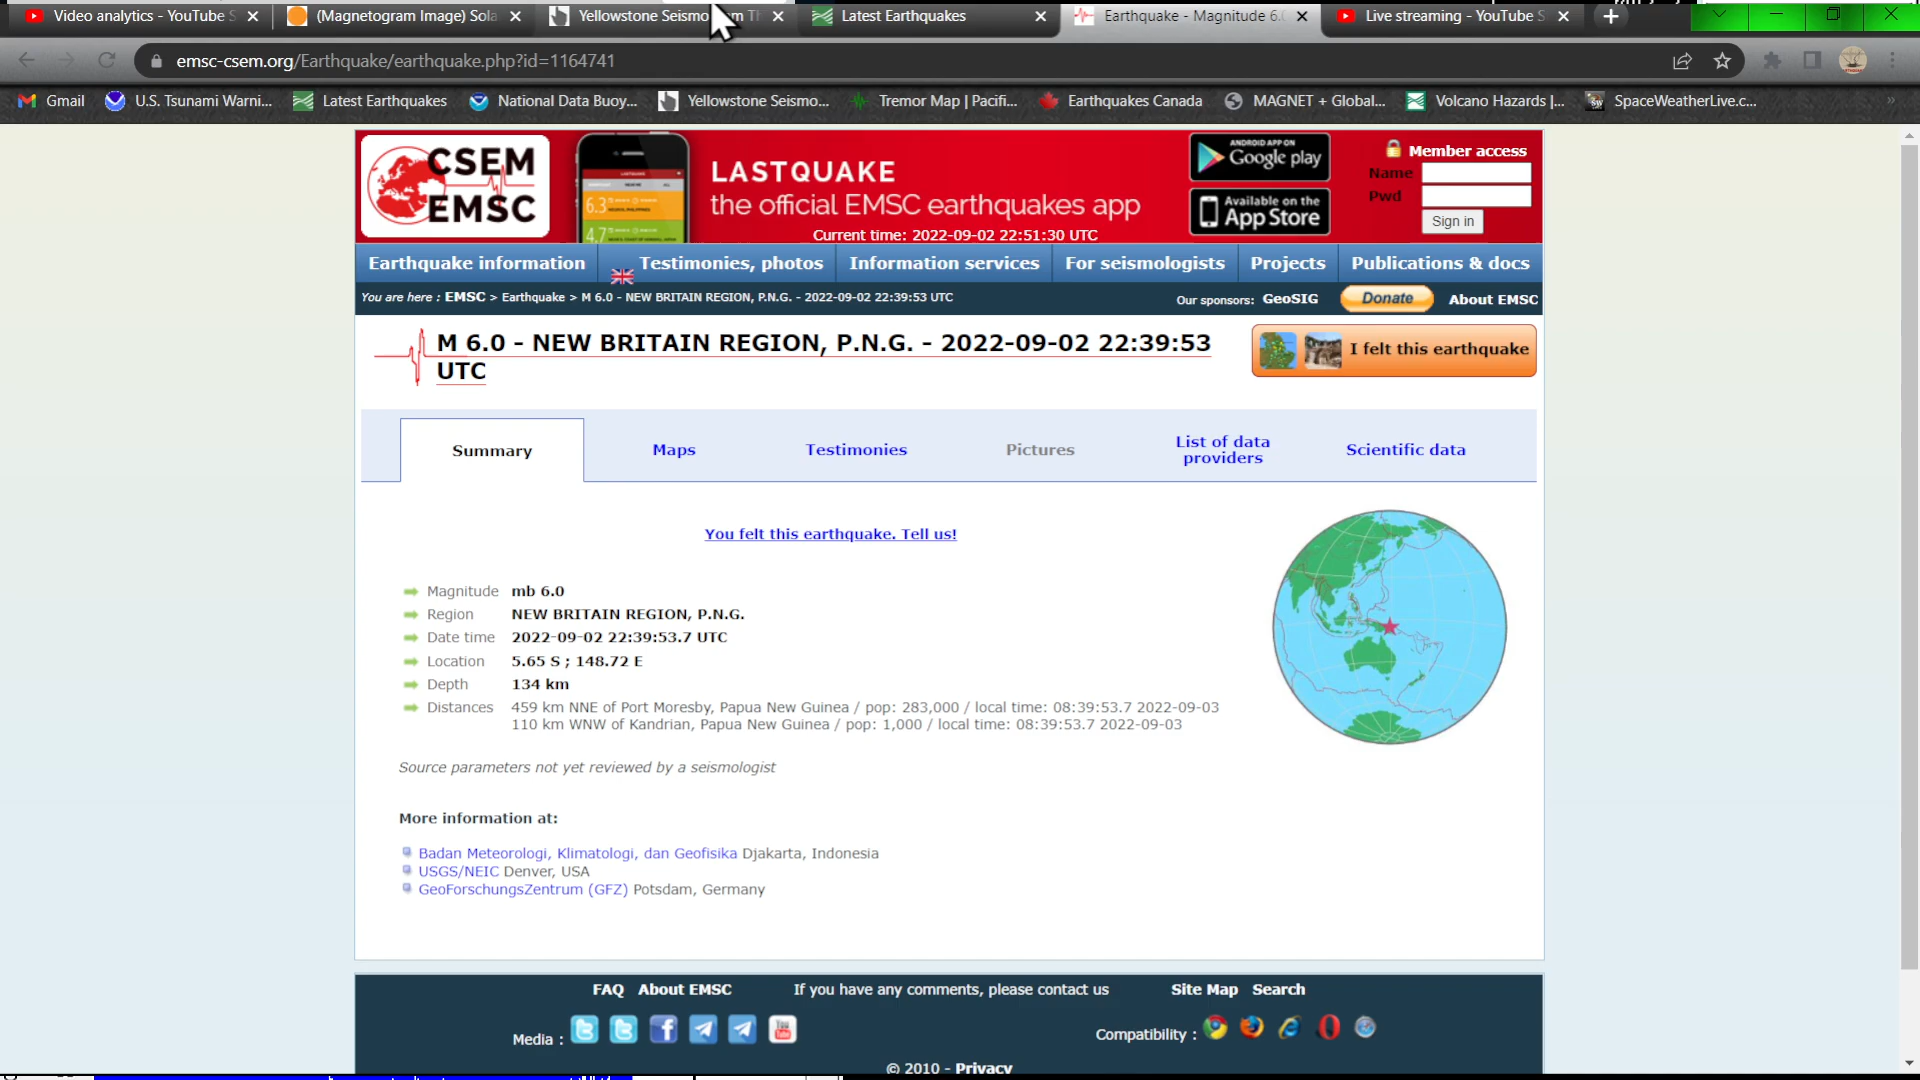 Video analytics - YouTube S
(Magnetogram Image) Sola
Yellowstone Seismo
Latest Earthquakes
Earthquake - Magnitude 6.0
Live streaming - YouTube S
emsc-csem.org/Earthquake/earthquake.php?id=1164741
Gmail
U.S. Tsunami Warni...
Latest Earthquakes
National Data Buoy...
Yellowstone Seismo...
Tremor Map | Pacifi...
Earthquakes Canada
MAGNET + Global...
Volcano Hazards |...
SpaceWeatherLive.c...
CSEM
EMSC
LASTQUAKE
the official EMSC earthquakes app
Current time: 2022-09-02 22:51:30 UTC
ANDROID APP ON
Google play
Available on the
App Store
Member access
Name
Pwd
Sign in
6.3
4.7
Earthquake information
Testimonies, photos
Information services
For seismologists
Projects
Publications & docs
You are here : EMSC > Earthquake > M 6.0 - NEW BRITAIN REGION, P.N.G. - 2022-09-02 22:39:53 UTC
Our sponsors: GeoSIG
Donate
About EMSC
M 6.0 - NEW BRITAIN REGION, P.N.G. - 2022-09-02 22:39:53
UTC
I felt this earthquake
Summary
Maps
Testimonies
Pictures
List of data
providers
Scientific data
You felt this earthquake. Tell us!
Magnitude mb 6.0
Region NEW BRITAIN REGION, P.N.G.
Date time 2022-09-02 22:39:53.7 UTC
Location 5.65 S ; 148.72 E
Depth 134 km
Distances 459 km NNE of Port Moresby, Papua New Guinea / pop: 283,000 / local time: 08:39:53.7 2022-09-03
110 km WNW of Kandrian, Papua New Guinea / pop: 1,000 / local time: 08:39:53.7 2022-09-03
Source parameters not yet reviewed by a seismologist
More information at:
Badan Meteorologi, Klimatologi, dan Geofisika Djakarta, Indonesia
USGS/NEIC Denver, USA
GeoForschungsZentrum (GFZ) Potsdam, Germany
FAQ About EMSC
If you have any comments, please contact us
Site Map Search
Media :
Compatibility :
© 2010 - Privacy